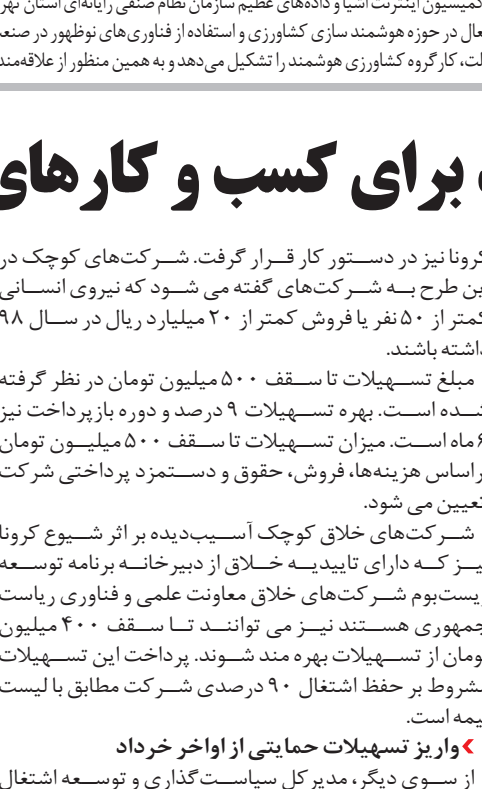 کمیسیون اینترنت اشیا و داده‌های عظیم سازمان نظام صنفی رایانه‌ای استان
در حوزه هوشمند سازی کشاورزی و استفاده از فناوری‌های نوظهور در
کارگروه کشاورزی هوشمند را تشکیل می‌دهد و به همین منظور از
برای کسب و کارهای
کرونا نیز در دستور کار قرار گرفت. شرکت‌های کوچک در
این طرح به شرکت‌های گفته می شود که نیروی انسانی
کمتر از ۵۰ نفر یا فروش کمتر از ۲۰ میلیارد ریال در سال ۹۸
داشته باشند.
مبلغ تسهیلات تا سقف ۵۰۰ میلیون تومان در نظر گرفته
شده است. بهره تسهیلات ۹ درصد و دوره بازپرداخت نیز
۶ ماه است. میزان تسهیلات تا سقف ۵۰۰ میلیون تومان
براساس هزینه‌ها، فروش، حقوق و دستمزد پرداختی شرکت
تعیین می شود.
شرکت‌های خلاق کوچک آسیب‌دیده بر اثر شیوع کرونا
نیز که دارای تاییدیه خلاق از دبیرخانه برنامه توسعه
زیست‌بوم شرکت‌های خلاق معاونت علمی و فناوری ریاست
جمهوری هستند نیز می توانند تا سقف ۴۰۰ میلیون
تومان از تسهیلات بهره مند شوند. پرداخت این تسهیلات
مشروط بر حفظ اشتغال ۹۰ درصدی شرکت مطابق با لیست
بیمه است.
واریز تسهیلات حمایتی از اواخر خرداد
از سوی دیگر، مدیر کل سیاست‌گذاری و توسعه اشتغال